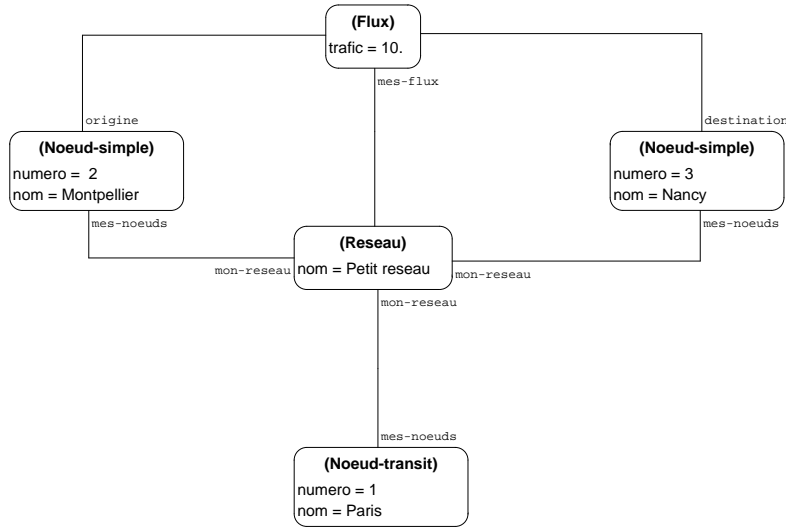 (Flux)
trafic = 10.
mes-flux
origine
destination
(Noeud-simple)
numero =  2
nom = Montpellier
(Noeud-simple)
numero = 3
nom = Nancy
mes-noeuds
mes-noeuds
(Reseau)
nom = Petit reseau
mon-reseau
mon-reseau
mon-reseau
mes-noeuds
(Noeud-transit)
numero = 1
nom = Paris